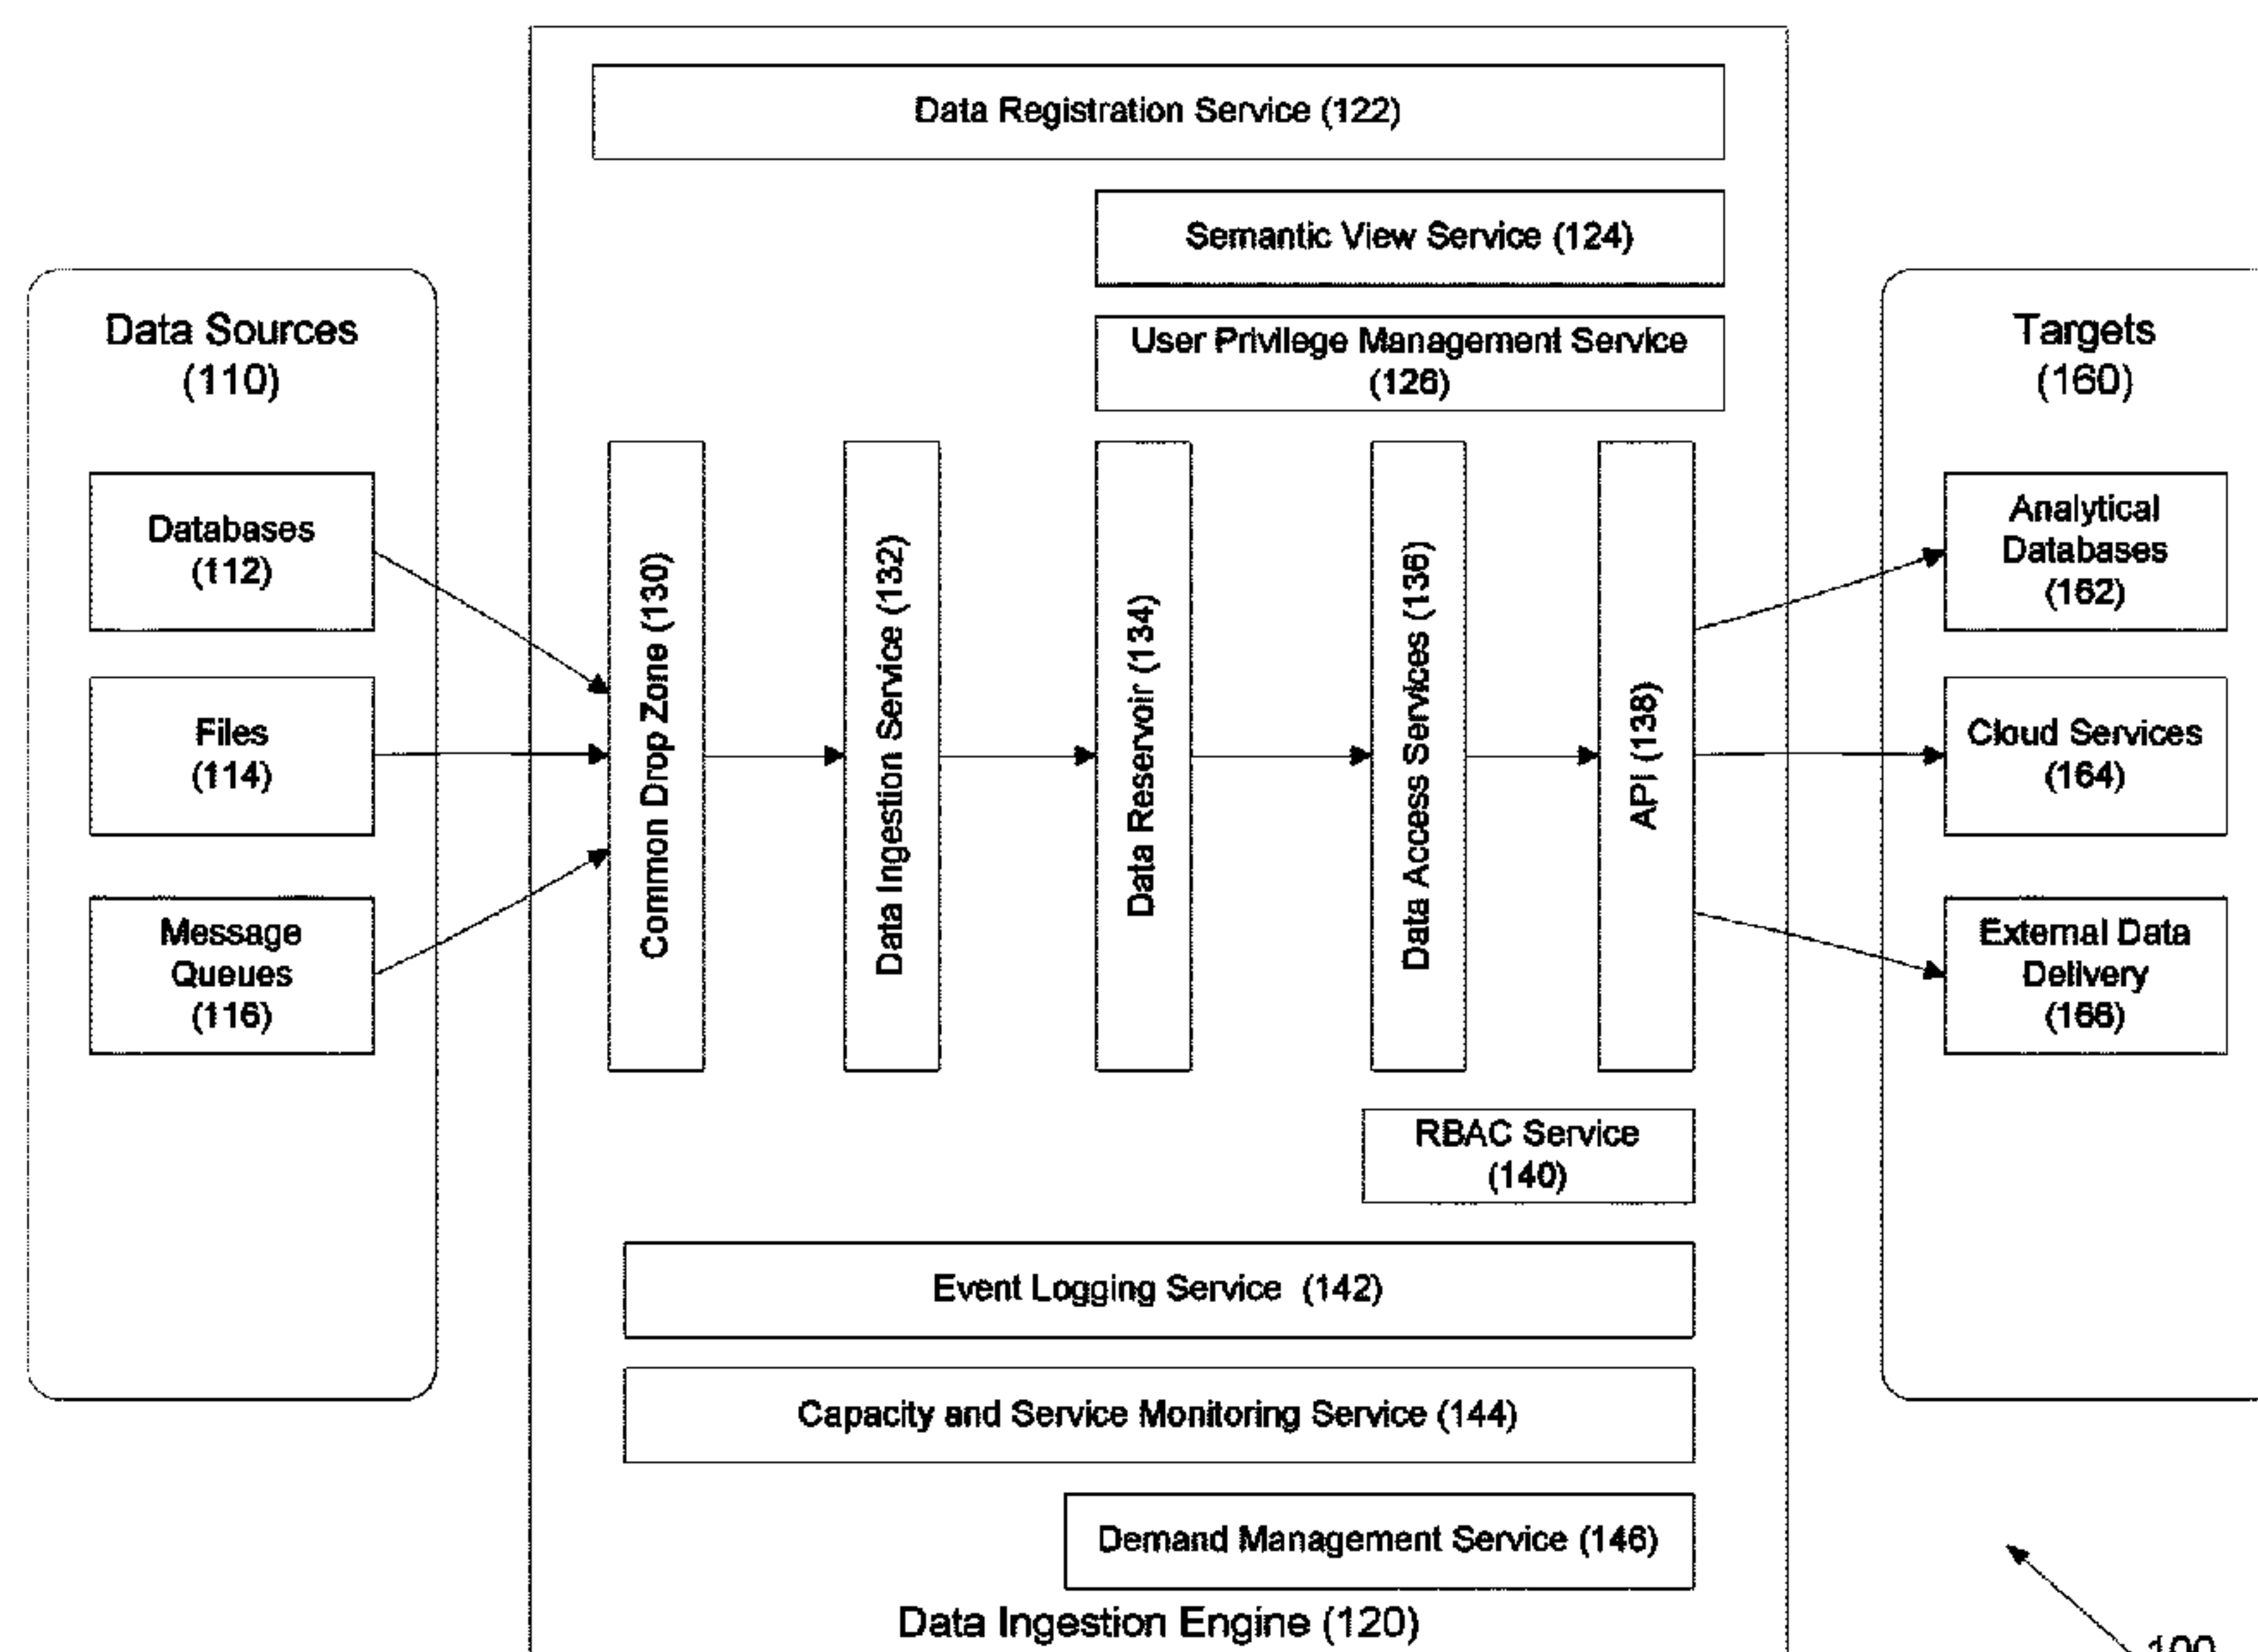 Data Registration Service (122)
Semantic View Service (124)
User Privilege Management Service
(126)
Data Sources
(110)
Databases
(112)
Files
(114)
Message
Queues
(116)
Common Drop Zone (130)
Data Ingestion Service (132)
Data Reservoir (134)
Data Access Services (136)
API (138)
Targets
(160)
Analytical
Databases
(162)
Cloud Services
(164)
External Data
Delivery
(166)
RBAC Service
(140)
Event Logging Service (142)
Capacity and Service Monitoring Service (144)
Demand Management Service (146)
Data Ingestion Engine (120)